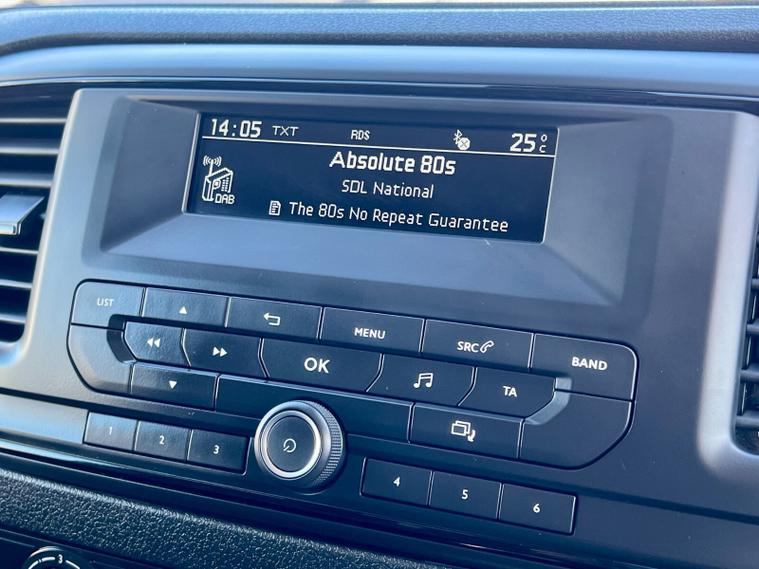 14:05 TXT RDS 25°C
Absolute 80s
SDL National
DAB
The 80s No Repeat Guarantee
LIST
MENU
SRC
BAND
OK
TA
1 2 3
4 5 6
3